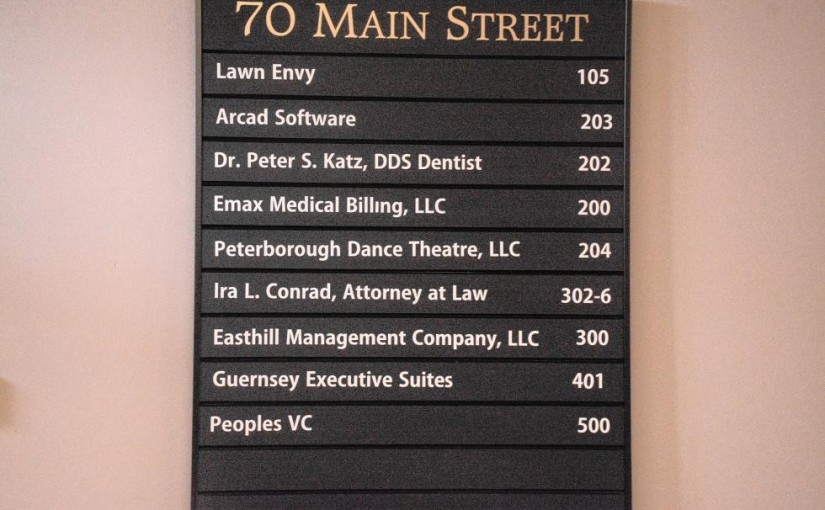 70 Main Street
Lawn Envy 105
Arcad Software 203
Dr. Peter S. Katz, DDS Dentist 202
Emax Medical Billing, LLC 200
Peterborough Dance Theatre, LLC 204
Ira L. Conrad, Attorney at Law 302-6
Easthill Management Company, LLC 300
Guernsey Executive Suites 401
Peoples VC 500